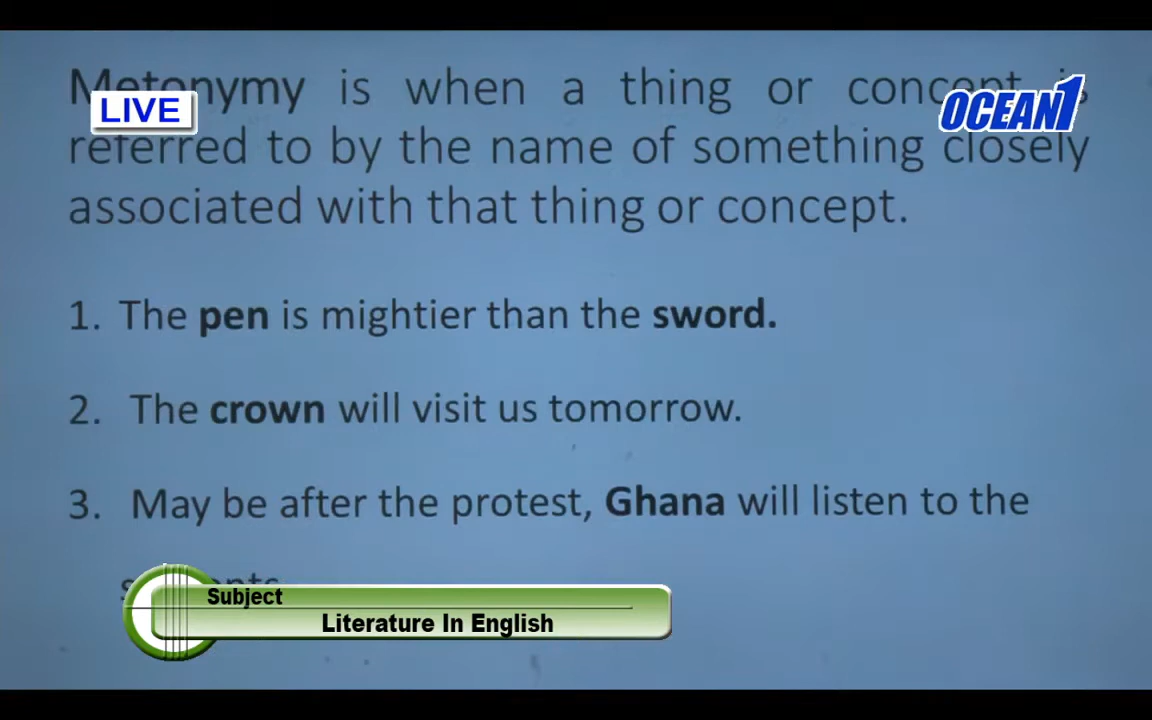 Metonymy is when a thing or concept is
LIVE
OCEAN1
referred to by the name of something closely
associated with that thing or concept.
1. The pen is mightier than the sword.
2. The crown will visit us tomorrow.
3. May be after the protest, Ghana will listen to the
Subject
Literature In English